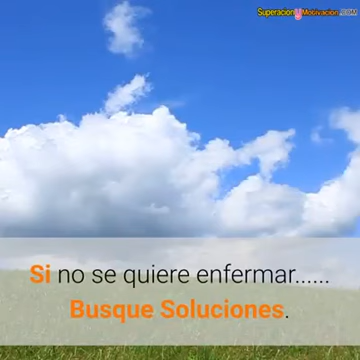 SuperacionyMotivacion.COM
Si no se quiere enfermar......
Busque Soluciones.